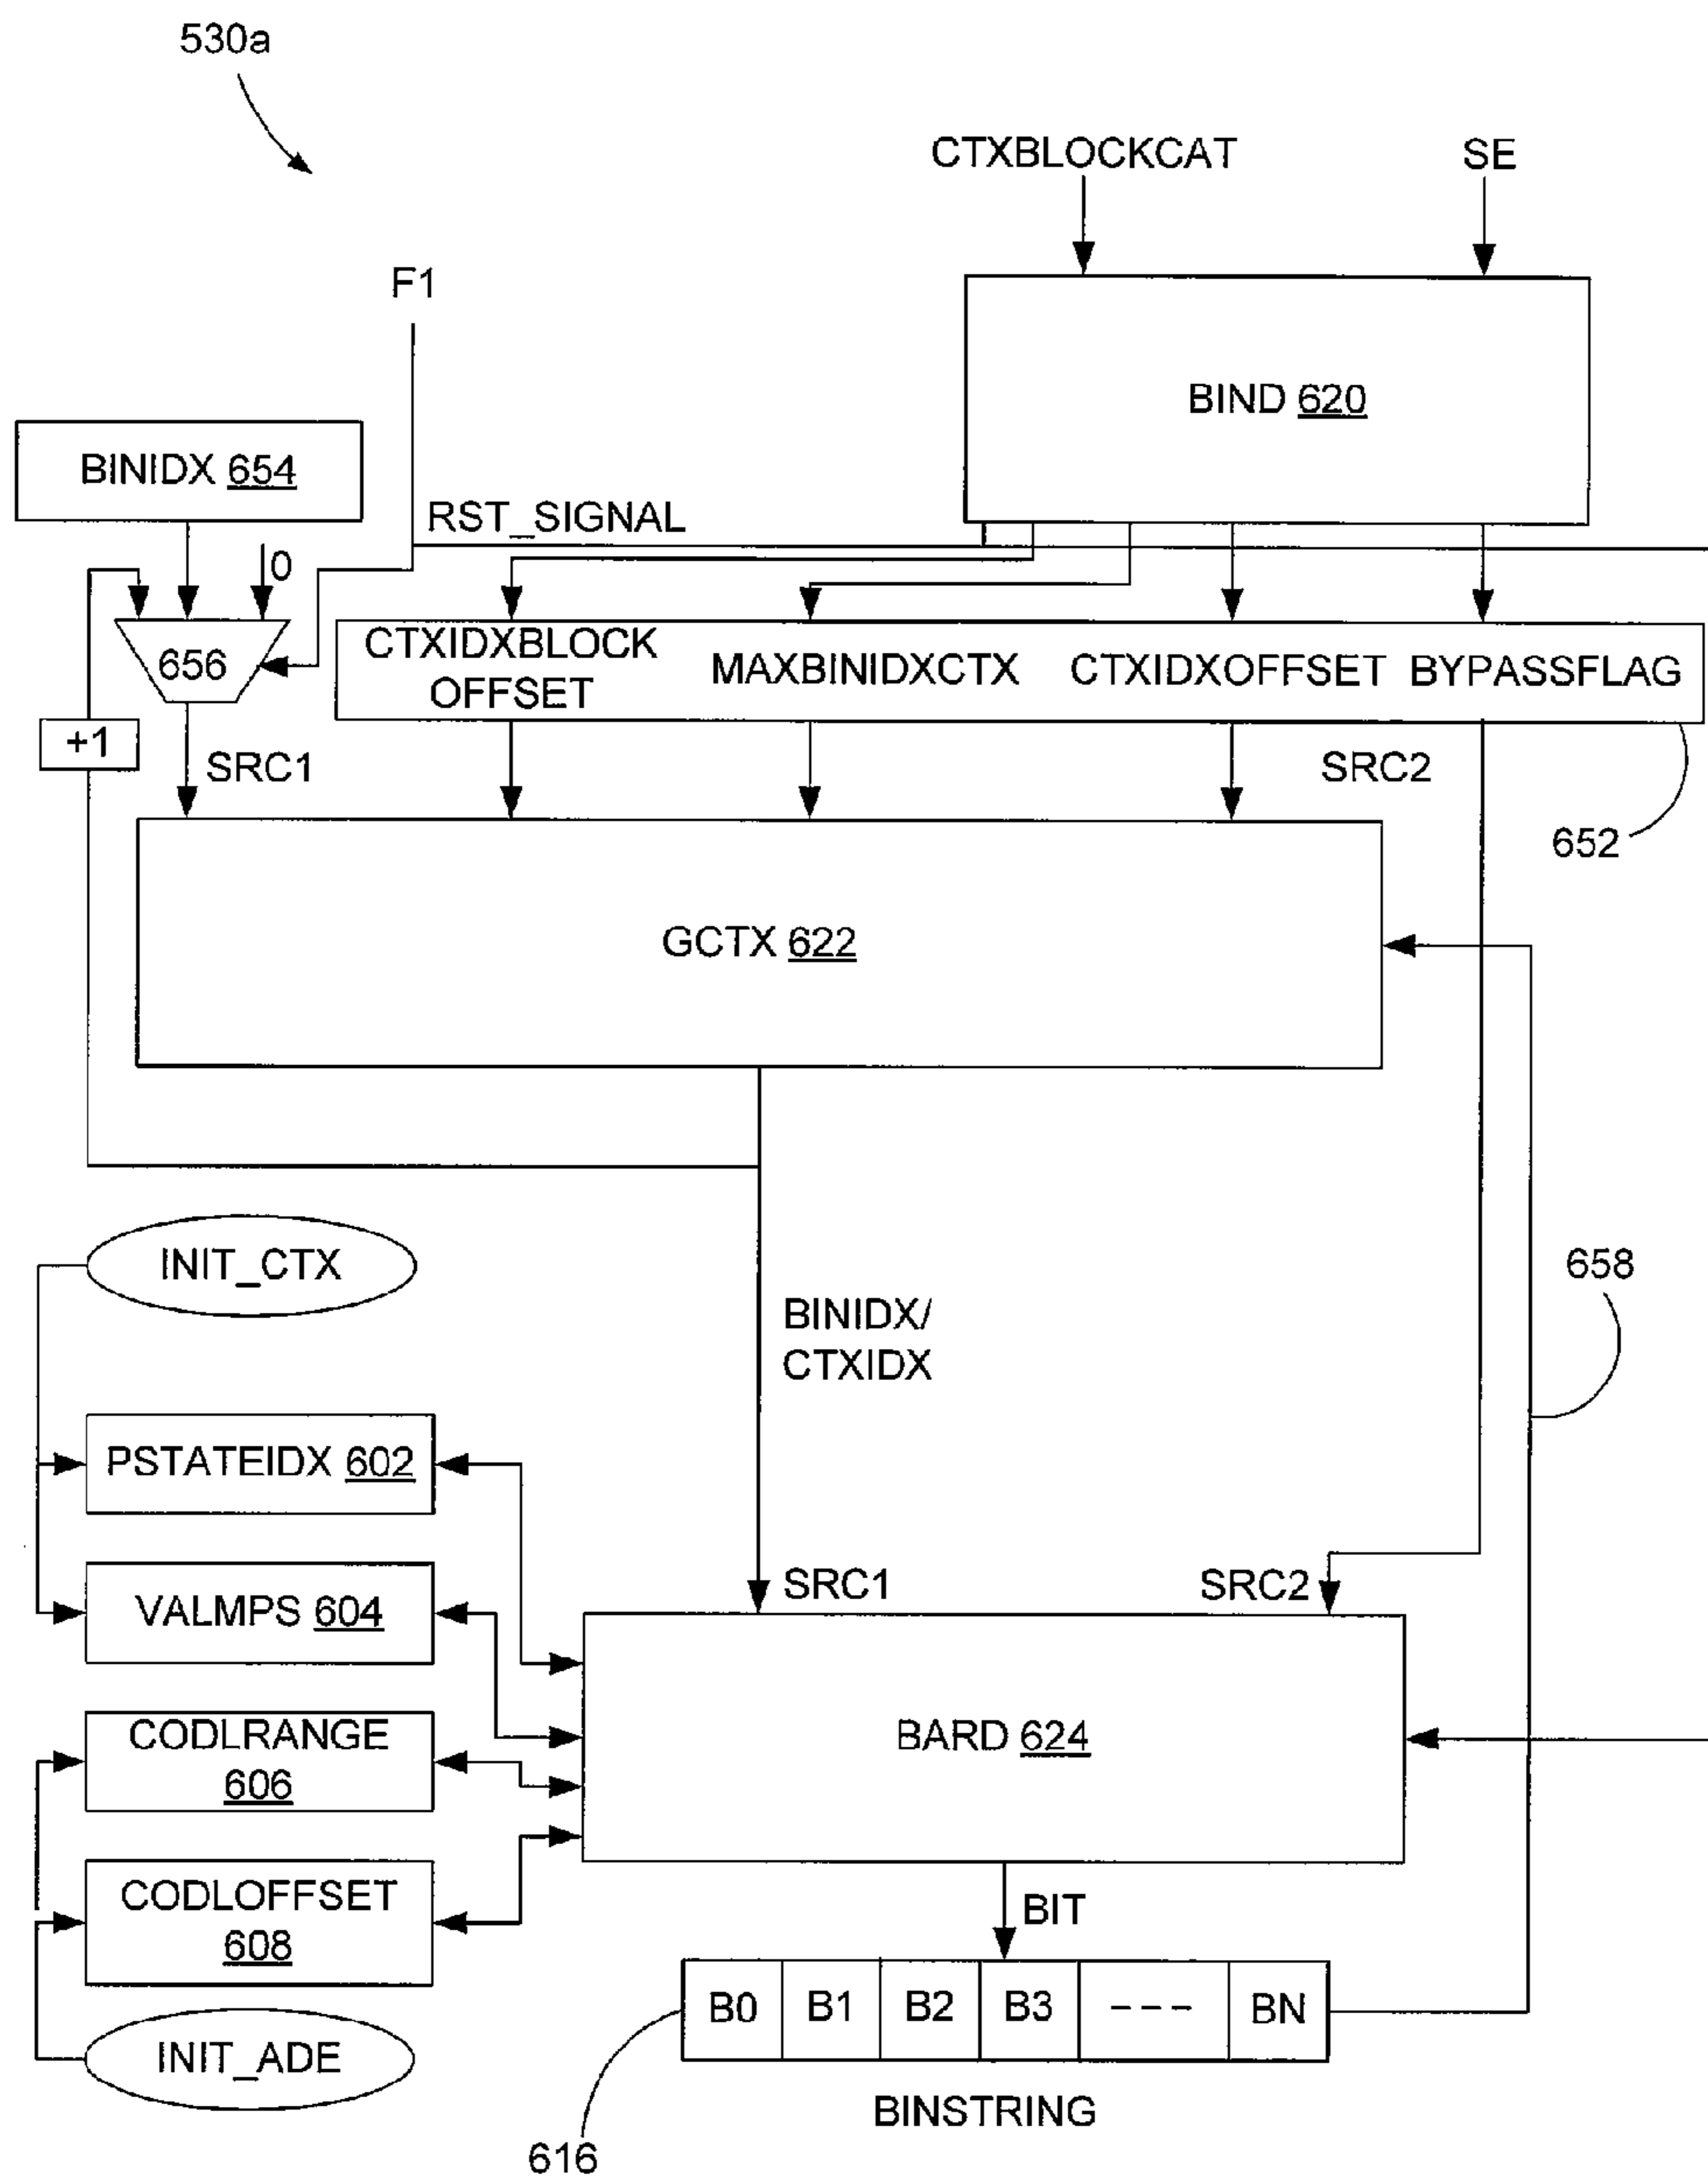 530a
CTXBLOCKCAT SE
F1
BIND 620
BINIDX 654
RST_SIGNAL
0
656
CTXIDXBLOCK
OFFSET
MAXBINIDXCTX CTXIDXOFFSET BYPASSFLAG
+1
SRC1 SRC2
652
GCTX 622
658
INIT_CTX
BINIDX/
CTXIDX
PSTATEIDX 602
VALMPS 604
SRC1 SRC2
CODLRANGE
606
BARD 624
CODLOFFSET
608
BIT
B0 B1 B2 B3 --- BN
INIT_ADE
BINSTRING
616